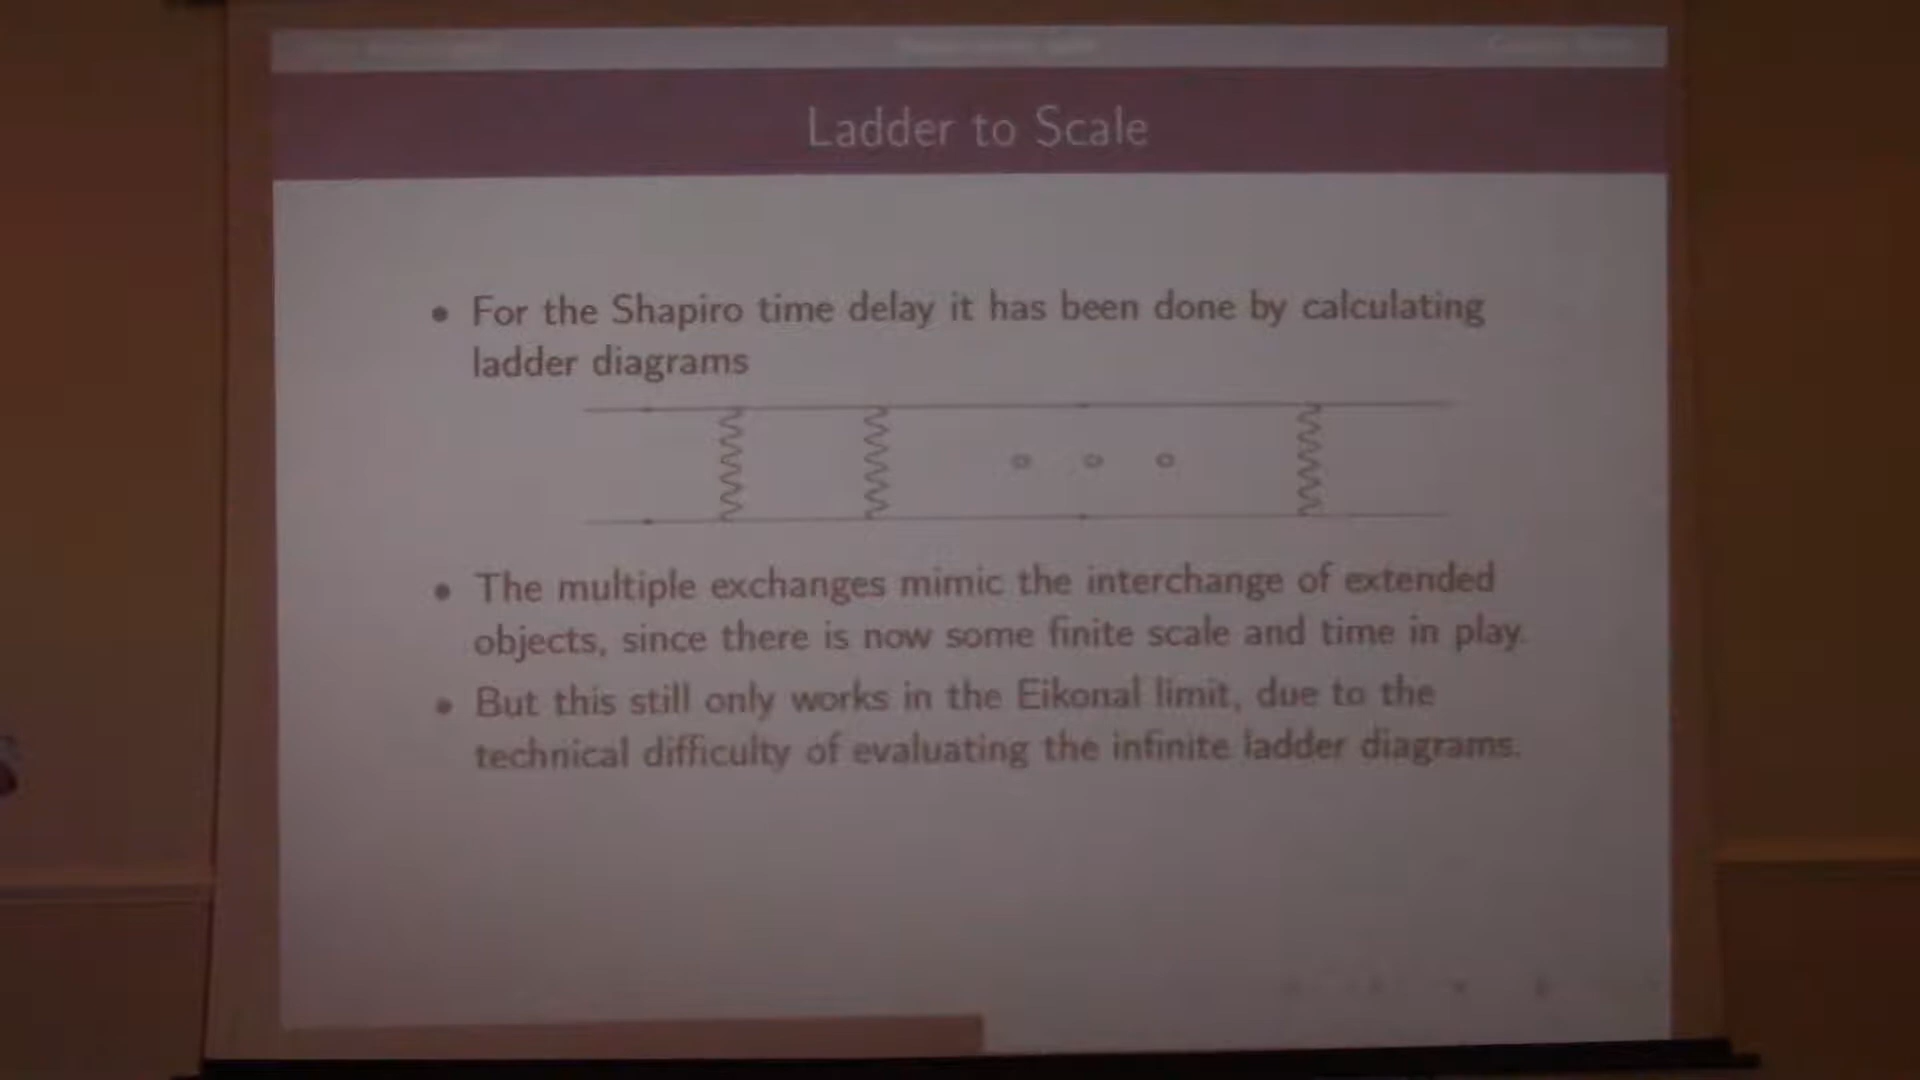 Ladder to Scale
• For the Shapiro time delay it has been done by calculating
ladder diagrams
• The multiple exchanges mimic the interchange of extended
objects, since there is now some finite scale and time in play.
• But this still only works in the Eikonal limit, due to the
technical difficulty of evaluating the infinite ladder diagrams.